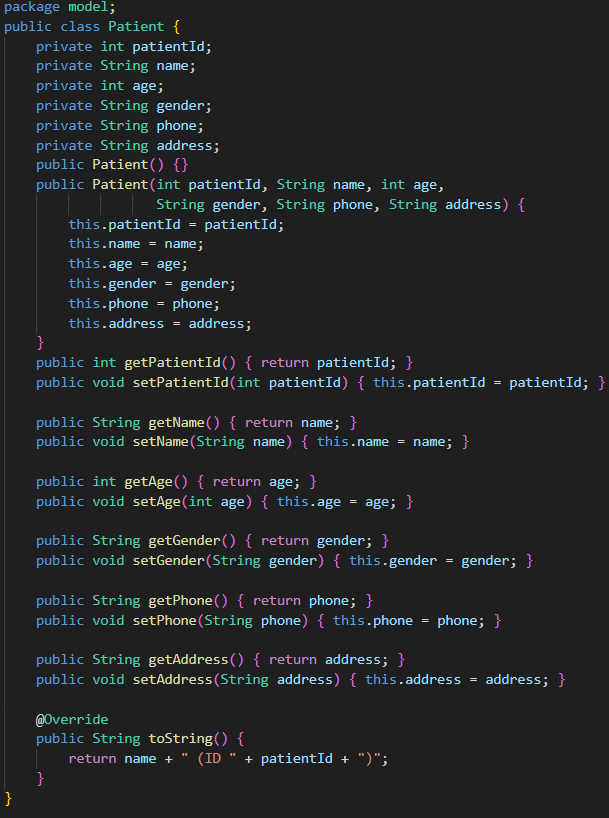 package model;
public class Patient {
    private int patientId;
    private String name;
    private int age;
    private String gender;
    private String phone;
    private String address;
    public Patient() {}
    public Patient(int patientId, String name, int age,
                   String gender, String phone, String address) {
        this.patientId = patientId;
        this.name = name;
        this.age = age;
        this.gender = gender;
        this.phone = phone;
        this.address = address;
    }
    public int getPatientId() { return patientId; }
    public void setPatientId(int patientId) { this.patientId = patientId; }

    public String getName() { return name; }
    public void setName(String name) { this.name = name; }

    public int getAge() { return age; }
    public void setAge(int age) { this.age = age; }

    public String getGender() { return gender; }
    public void setGender(String gender) { this.gender = gender; }

    public String getPhone() { return phone; }
    public void setPhone(String phone) { this.phone = phone; }

    public String getAddress() { return address; }
    public void setAddress(String address) { this.address = address; }

    @Override
    public String toString() {
        return name + " (ID " + patientId + ")";
    }
}